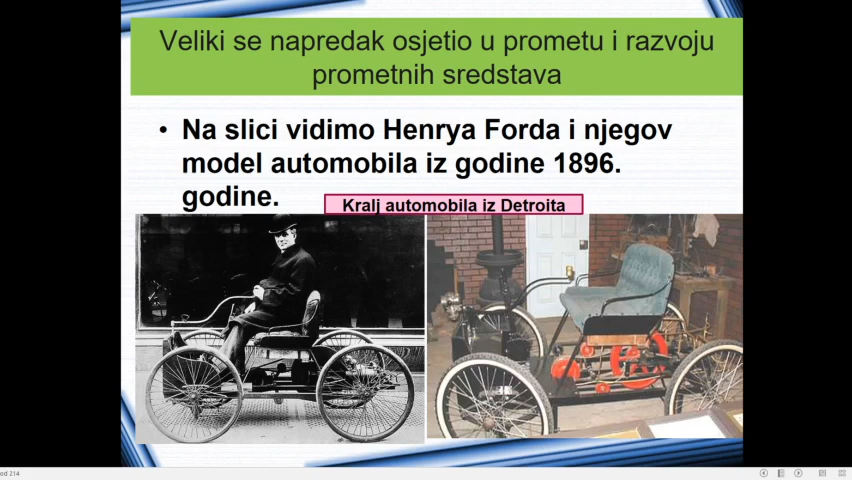 Veliki se napredak osjetio u prometu i razvoju
prometnih sredstava
• Na slici vidimo Henrya Forda i njegov
model automobila iz godine 1896.
godine.
Kralj automobila iz Detroita
od 214